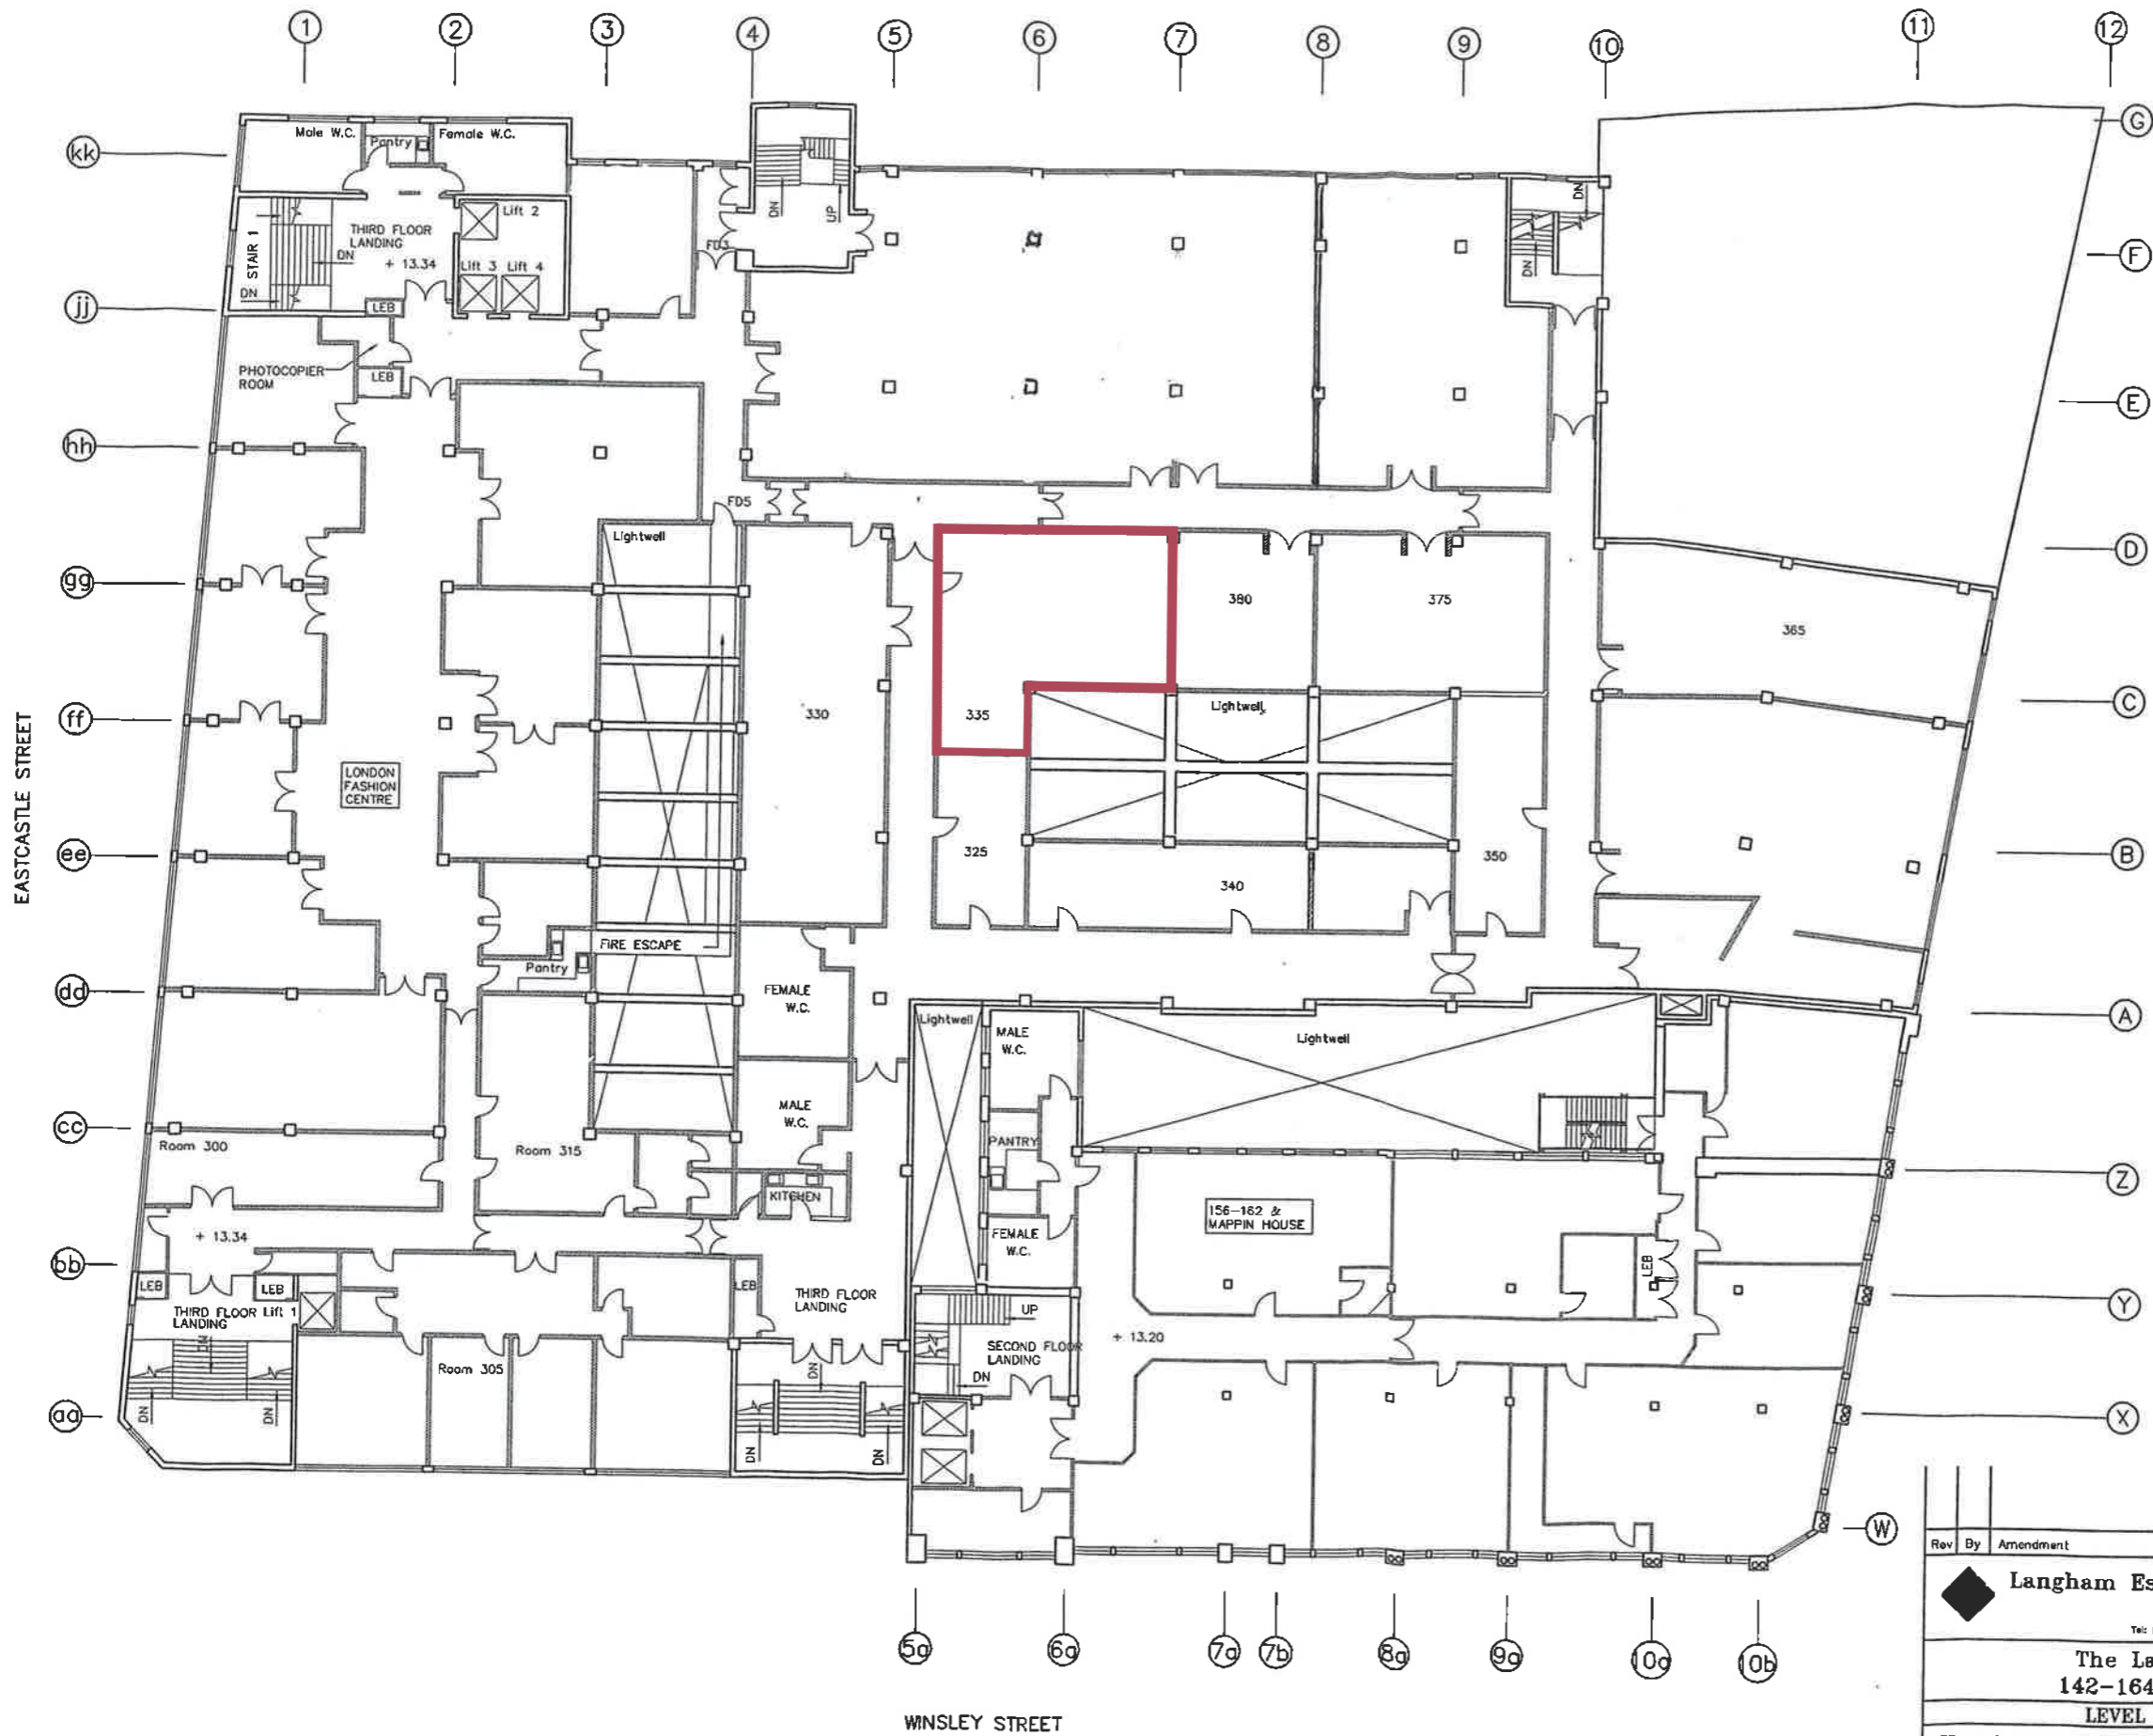 1 2 3 4 5 6 7 8 9 10 11 12
G
kk
Male W.C.
Pantry
Female W.C.
DN
UP
DN
Lift 2
STAIR 1
THIRD FLOOR
LANDING
DN
+ 13.34
FD3
DN
F
Lift 3 Lift 4
DN
jj
LEB
PHOTOCOPIER
ROOM
LEB
E
hh
FD5
Lightwell
D
gg
380
375
365
C
ff
330
335
Lightwell
EASTCASTLE STREET
LONDON
FASHION
CENTRE
ee
325
350
B
340
FIRE ESCAPE
Pantry
dd
FEMALE
W.C.
A
Lightwell
MALE
W.C.
Lightwell
MALE
W.C.
cc
Room 300
Room 315
PANTRY
Z
KITCHEN
156-162 &
MAPPIN HOUSE
+ 13.34
FEMALE
W.C.
bb
LEB
LEB
LEB
LEB
THIRD FLOOR Lift 1
LANDING
THIRD FLOOR
LANDING
UP
Y
DN
SECOND FLOOR
LANDING
+ 13.20
Room 305
DN
DN
aa
DN
DN
DN
DN
X
W
Rev By Amendment
Langham Es
Tel:
5a 6a 7a 7b 8a 9a 10a 10b
The La
142-164
LEVEL
WINSLEY STREET